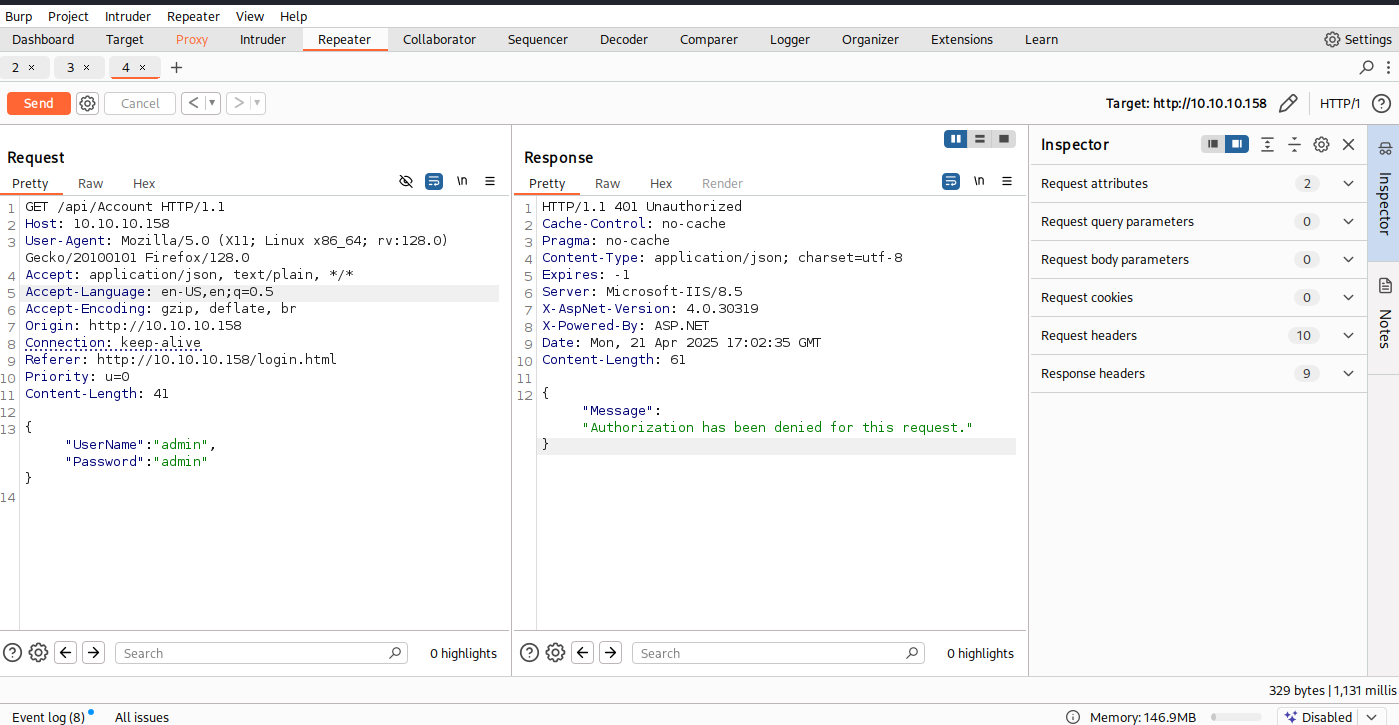 Burp Project Intruder Repeater View Help
Dashboard Target Proxy Intruder Repeater Collaborator Sequencer Decoder Comparer Logger Organizer Extensions Learn Settings
2 × 3 × 4 × +
Send Cancel < > Target: http://10.10.10.158 HTTP/1 ?
Request
Pretty Raw Hex \n
1 GET /api/Account HTTP/1.1
2 Host: 10.10.10.158
3 User-Agent: Mozilla/5.0 (X11; Linux x86_64; rv:128.0)
Gecko/20100101 Firefox/128.0
4 Accept: application/json, text/plain, */*
5 Accept-Language: en-US,en;q=0.5
6 Accept-Encoding: gzip, deflate, br
7 Origin: http://10.10.10.158
8 Connection: keep-alive
9 Referer: http://10.10.10.158/login.html
10 Priority: u=0
11 Content-Length: 41
12
13 {
"UserName":"admin",
"Password":"admin"
}
14
? Search 0 highlights
Response
Pretty Raw Hex Render \n
1 HTTP/1.1 401 Unauthorized
2 Cache-Control: no-cache
3 Pragma: no-cache
4 Content-Type: application/json; charset=utf-8
5 Expires: -1
6 Server: Microsoft-IIS/8.5
7 X-AspNet-Version: 4.0.30319
8 X-Powered-By: ASP.NET
9 Date: Mon, 21 Apr 2025 17:02:35 GMT
10 Content-Length: 61
11
12 {
"Message":
"Authorization has been denied for this request."
}
? Search 0 highlights
Inspector
Request attributes 2
Request query parameters 0
Request body parameters 0
Request cookies 0
Request headers 10
Response headers 9
Inspector
Notes
329 bytes | 1,131 millis
Event log (8) All issues Memory: 146.9MB Disabled